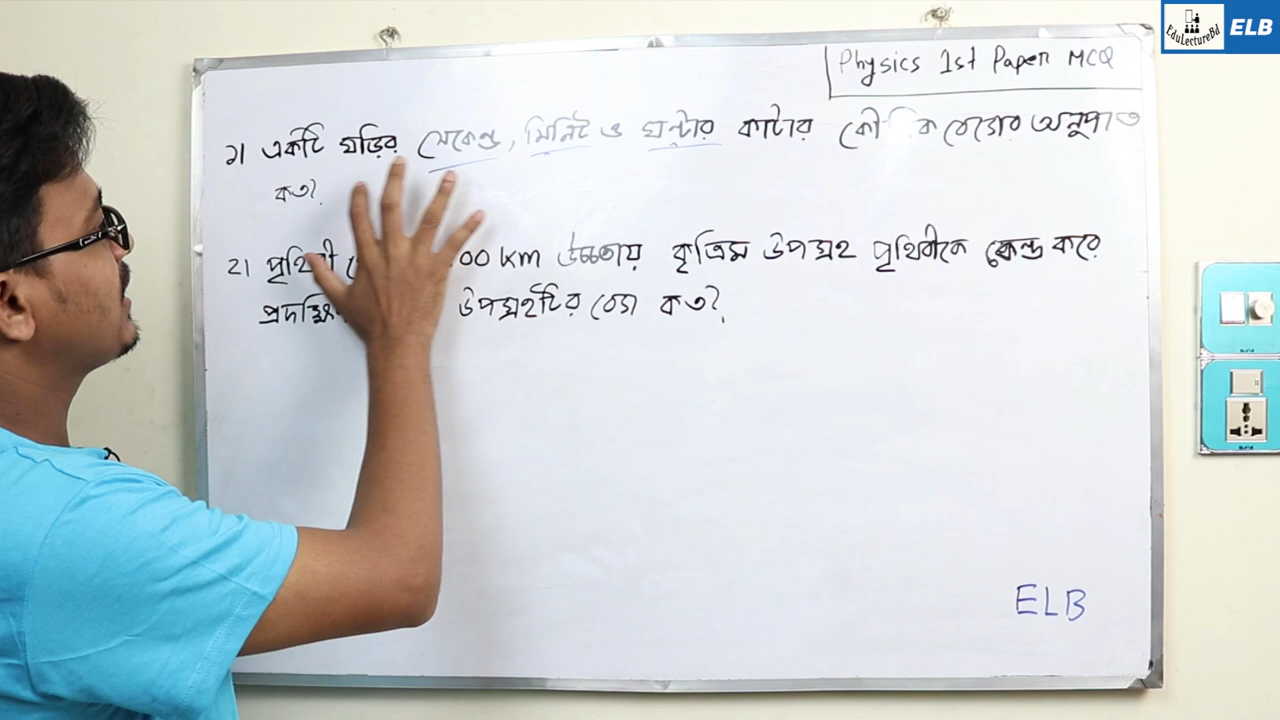 EduLectureBd ELB
Physics 1st Paper MCQ
১। একটি ঘড়ির সেকেন্ড, মিনিট ও ঘন্টার কাটার বেগের অনুপাত
কত?
২। পৃথিবী 00 km উচ্চতায় কৃত্রিম উপগ্রহ পৃথিবীকে কেন্দ্র করে
উপগ্রহটির বেগ কত?
ELB